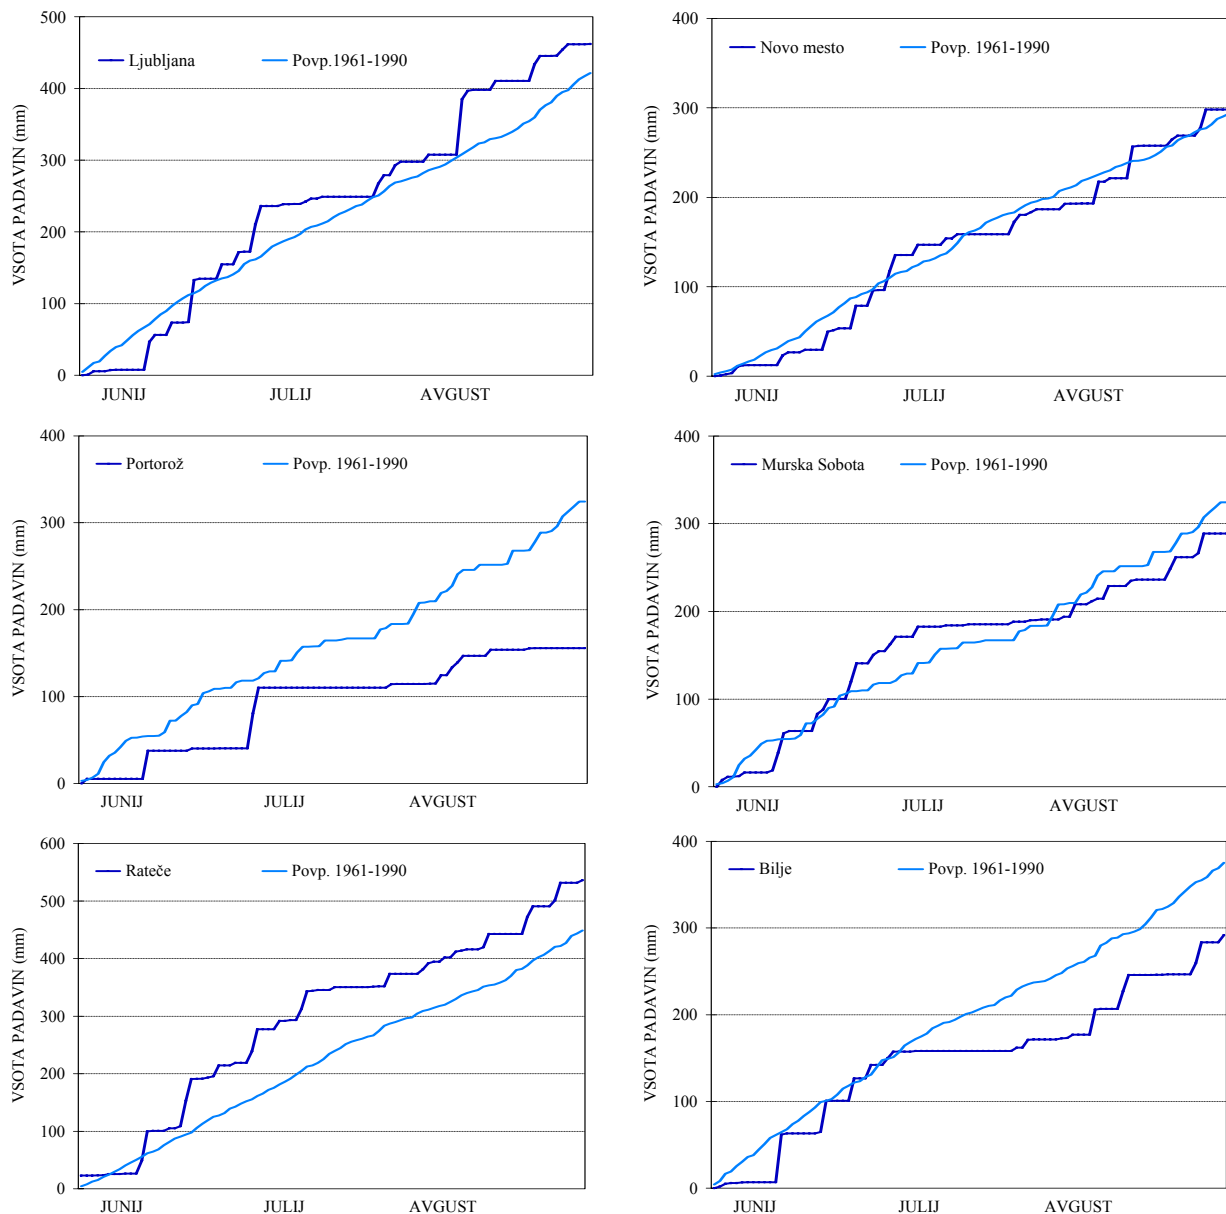 500
400
300
200
100
0
VSOTA PADAVIN (mm)
Ljubljana
Povp.1961-1990
JUNIJ
JULIJ
AVGUST
400
300
200
100
0
VSOTA PADAVIN (mm)
Novo mesto
Povp. 1961-1990
JUNIJ
JULIJ
AVGUST
400
300
200
100
0
VSOTA PADAVIN (mm)
Portorož
Povp. 1961-1990
JUNIJ
JULIJ
AVGUST
400
300
200
100
0
VSOTA PADAVIN (mm)
Murska Sobota
Povp. 1961-1990
JUNIJ
JULIJ
AVGUST
600
500
400
300
200
100
0
VSOTA PADAVIN (mm)
Rateče
Povp. 1961-1990
JUNIJ
JULIJ
AVGUST
400
300
200
100
0
VSOTA PADAVIN (mm)
Bilje
Povp. 1961-1990
JUNIJ
JULIJ
AVGUST